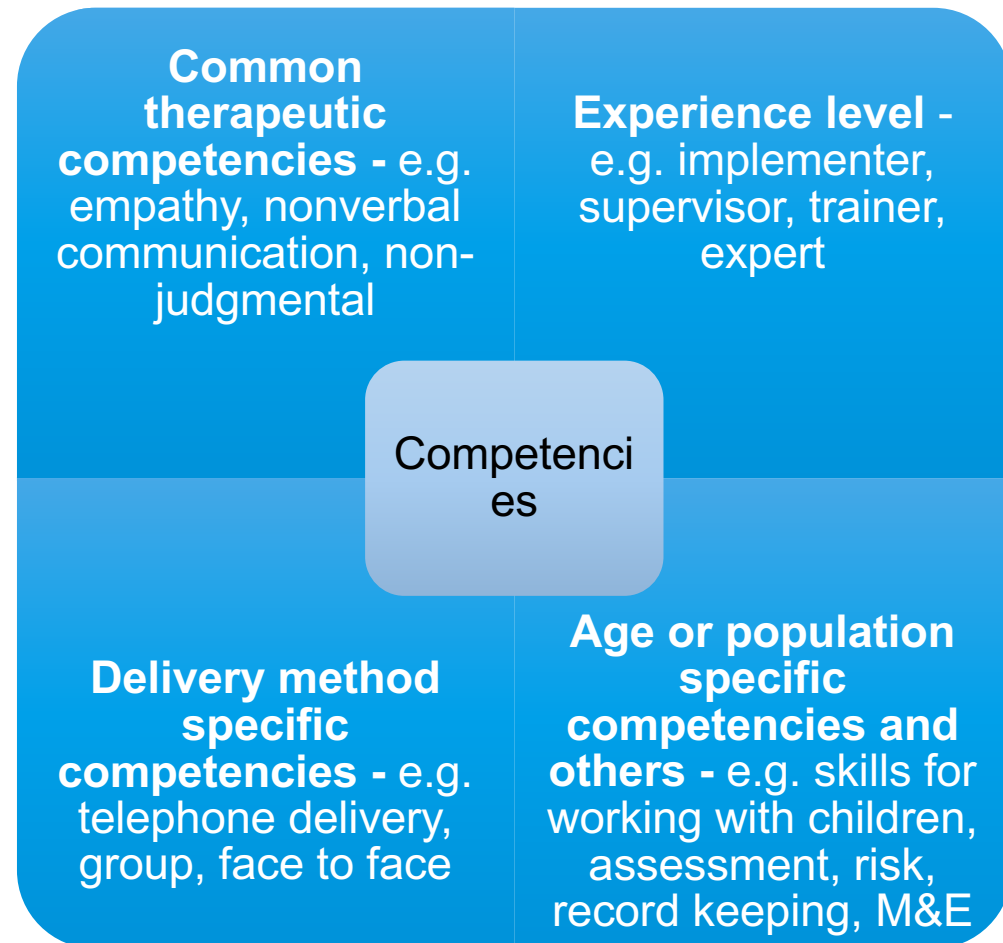 Common
therapeutic
competencies - e.g.
empathy, nonverbal
communication, non-
judgmental
Experience level -
e.g. implementer,
supervisor, trainer,
expert
Competenci
es
Delivery method
specific
competencies - e.g.
telephone delivery,
group, face to face
Age or population
specific
competencies and
others - e.g. skills for
working with children,
assessment, risk,
record keeping, M&E